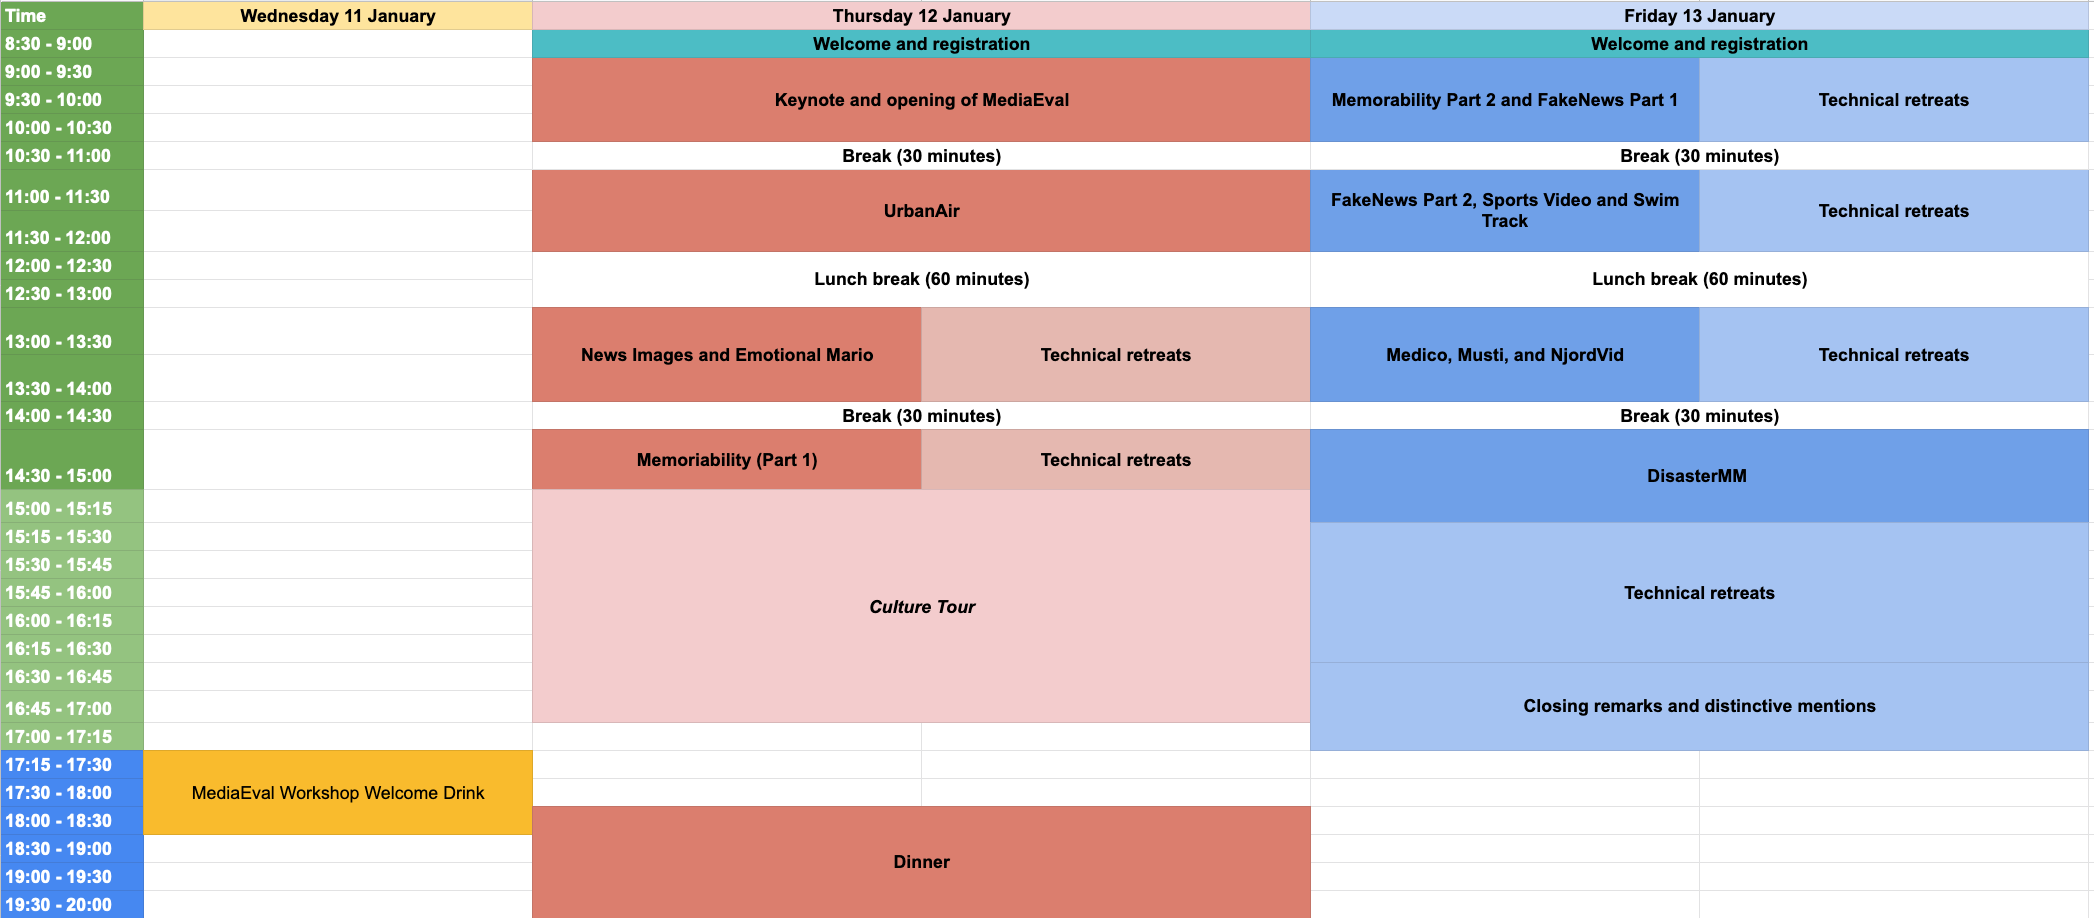 Time Wednesday 11 January Thursday 12 January Friday 13 January
8:30 - 9:00 Welcome and registration Welcome and registration
9:00 - 9:30
9:30 - 10:00 Keynote and opening of MediaEval Memorability Part 2 and FakeNews Part 1 Technical retreats
10:00 - 10:30
10:30 - 11:00 Break (30 minutes) Break (30 minutes)
11:00 - 11:30 FakeNews Part 2, Sports Video and Swim
UrbanAir Track Technical retreats
11:30 - 12:00
12:00 - 12:30
Lunch break (60 minutes) Lunch break (60 minutes)
12:30 - 13:00
13:00 - 13:30
News Images and Emotional Mario Technical retreats Medico, Musti, and NjordVid Technical retreats
13:30 - 14:00
14:00 - 14:30 Break (30 minutes) Break (30 minutes)
Memoriability (Part 1) Technical retreats
14:30 - 15:00 DisasterMM
15:00 - 15:15
15:15 - 15:30
15:30 - 15:45
15:45 - 16:00 Technical retreats
Culture Tour
16:00 - 16:15
16:15 - 16:30
16:30 - 16:45
16:45 - 17:00 Closing remarks and distinctive mentions
17:00 - 17:15
17:15 - 17:30
17:30 - 18:00 MediaEval Workshop Welcome Drink
18:00 - 18:30
18:30 - 19:00
Dinner
19:00 - 19:30
19:30 - 20:00